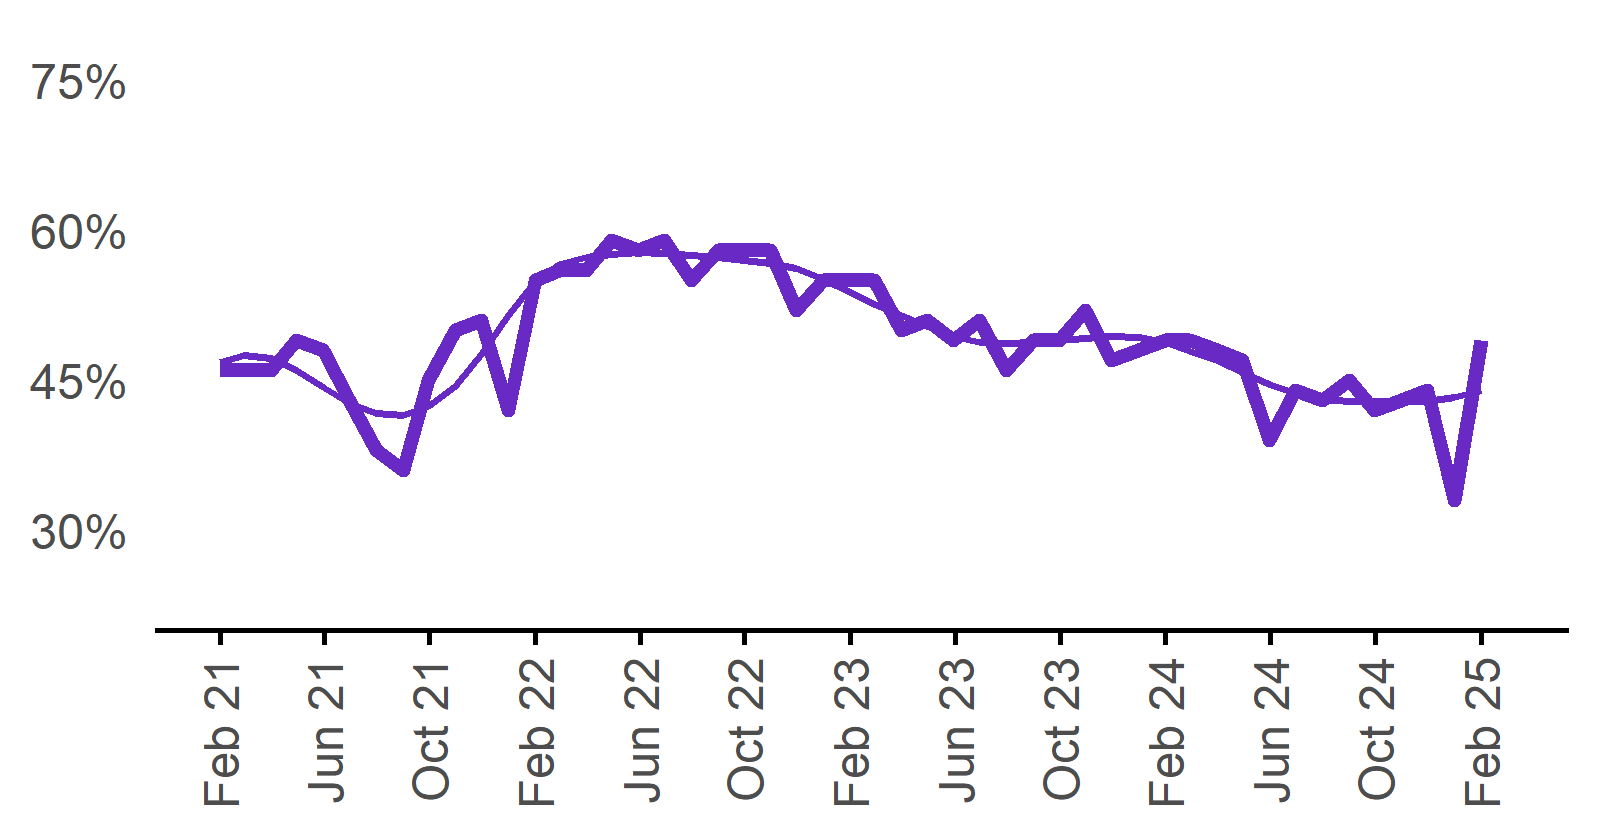 75%
60%
45%
30%
Feb 21
Jun 21
Oct 21
Feb 22
Jun 22
Oct 22
Feb 23
Jun 23
Oct 23
Feb 24
Jun 24
Oct 24
Feb 25